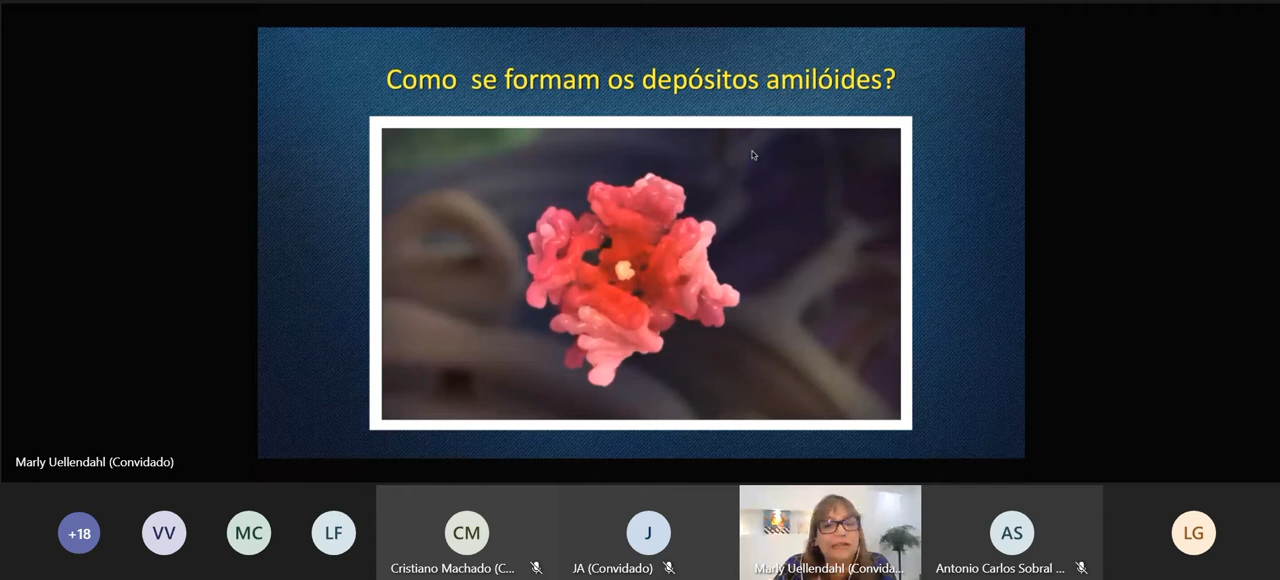 Como se formam os depósitos amilóides?
Marly Uellendahl (Convidado)
+18
VV
MC
LF
CM
J
AS
LG
Cristiano Machado (C...
JA (Convidado)
Marly Uellendahl (Convida...
Antonio Carlos Sobral ...